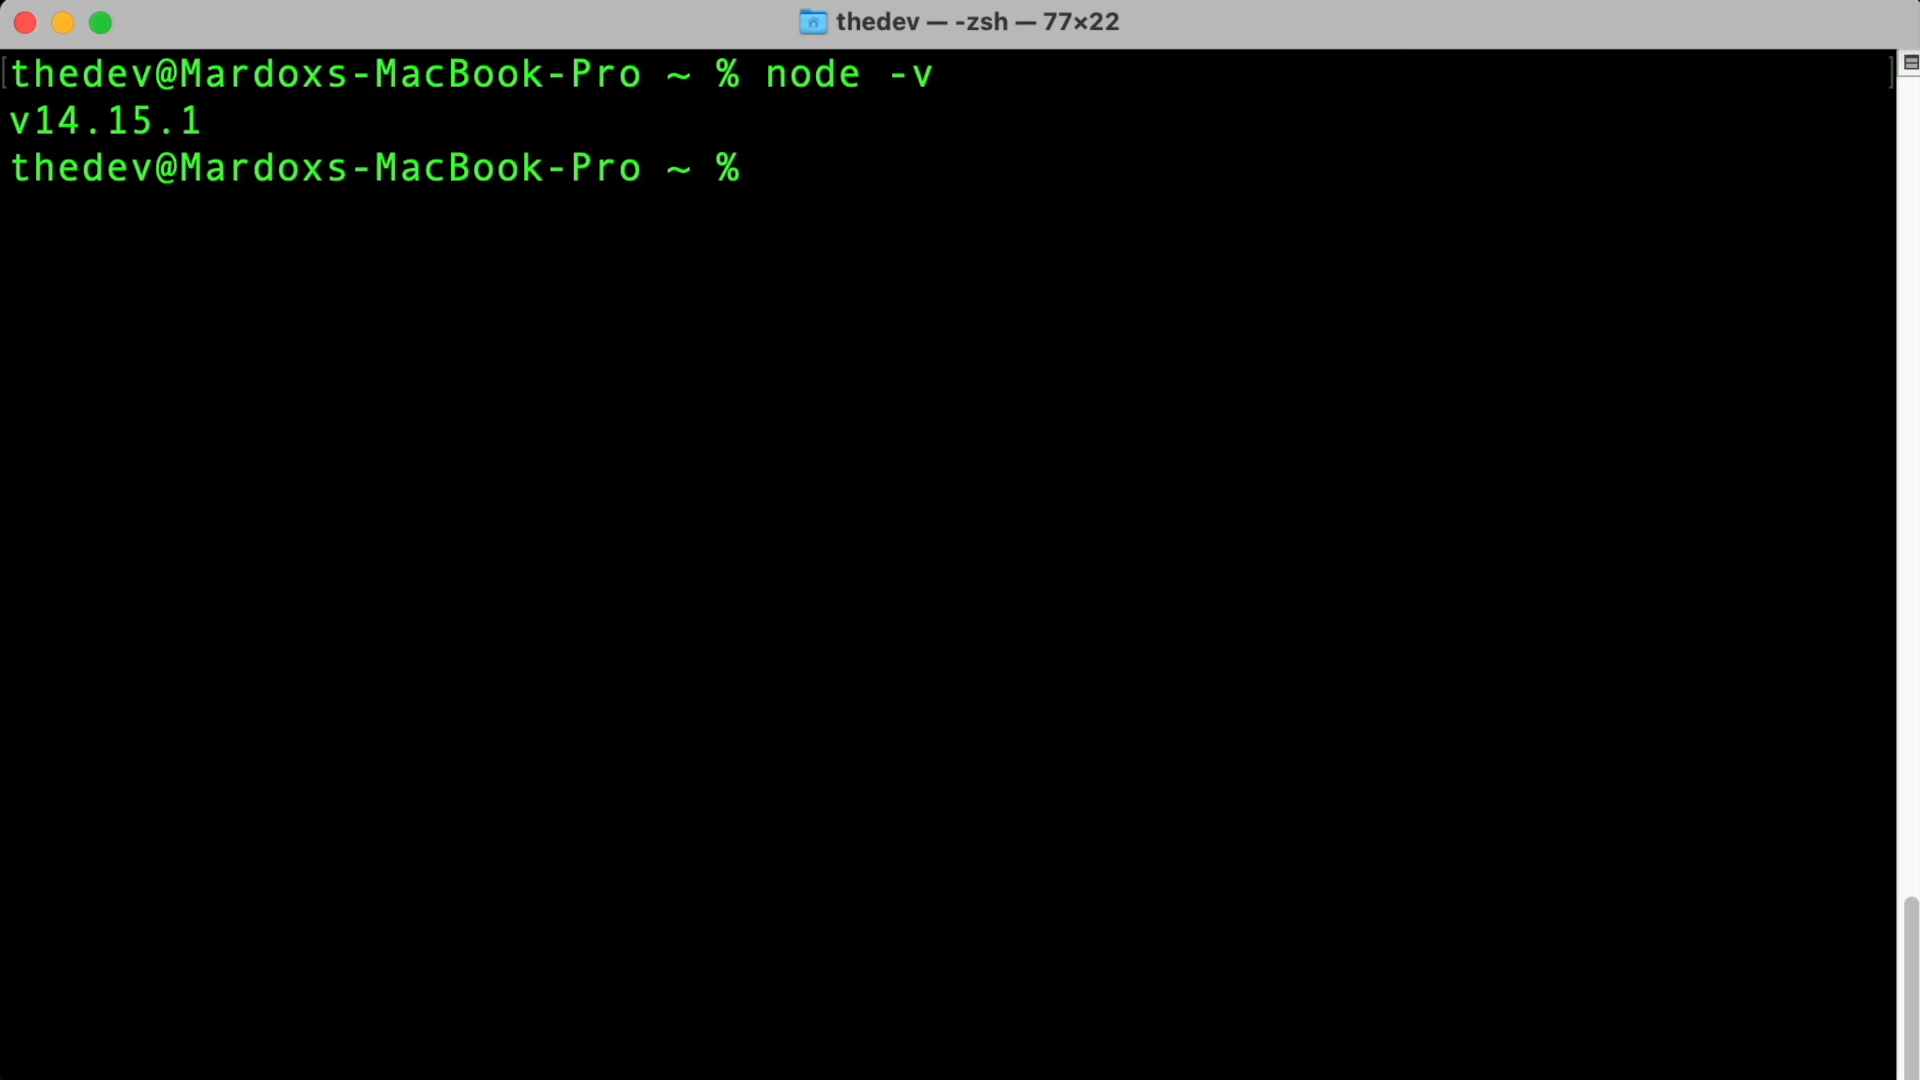 thedev — -zsh — 77×22
[thedev@Mardoxs-MacBook-Pro ~ % node -v ]
v14.15.1
thedev@Mardoxs-MacBook-Pro ~ %